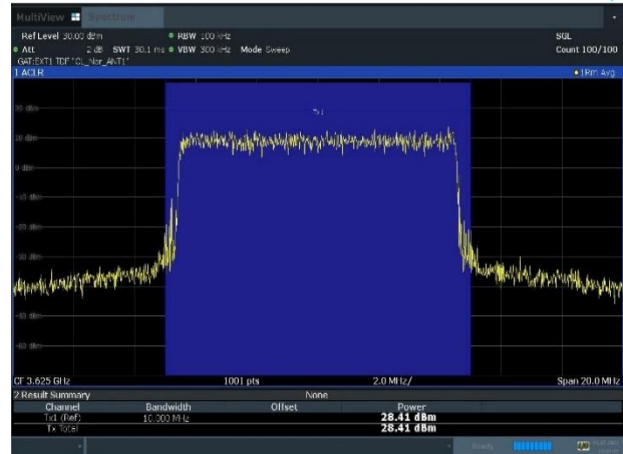 MultiView Spectrum
Ref Level 30.00 dBm RBW 100 kHz SGL
Att 2 dB SWT 30.1 ms VBW 300 kHz Mode Sweep Count 100/100
GAT:EXT1 TDF "CL_Nor_ANT1"
1 ACLR 1Rm Avg
20 dBm
10 dBm
0 dBm
-10 dBm
-20 dBm
-30 dBm
-40 dBm
-50 dBm
-60 dBm
CF 3.625 GHz 1001 pts 2.0 MHz/ Span 20.0 MHz
2 Result Summary None
Channel Bandwidth Offset Power
Tx1 (Ref) 10.000 MHz 28.41 dBm
Tx Total 28.41 dBm
Ready